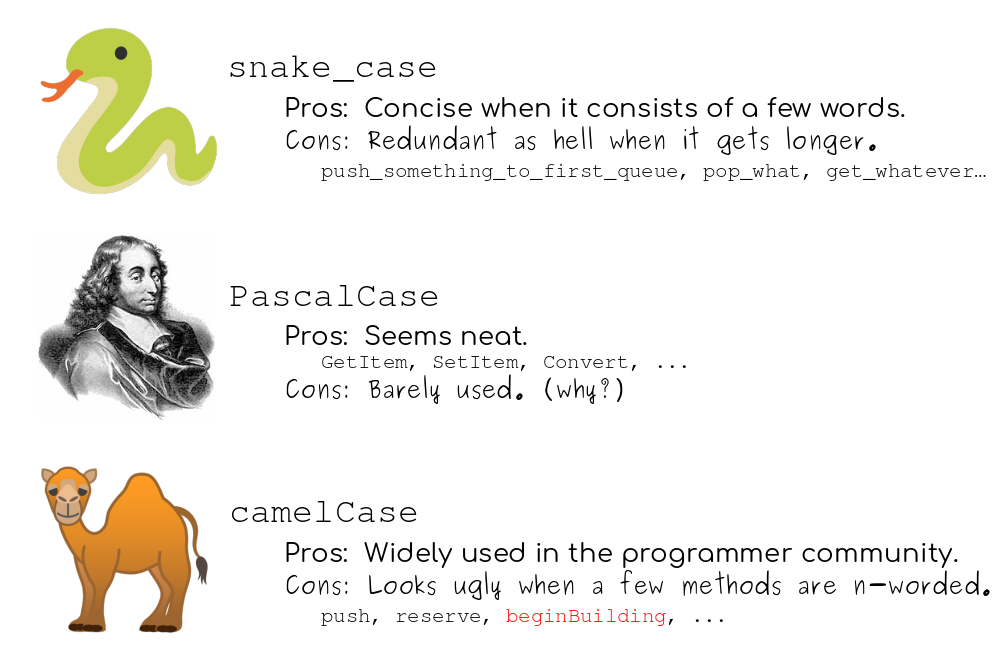 snake_case
Pros: Concise when it consists of a few words.
Cons: Redundant as hell when it gets longer.
push_something_to_first_queue, pop_what, get_whatever…
PascalCase
Pros: Seems neat.
GetItem, SetItem, Convert, ...
Cons: Barely used. (why?)
camelCase
Pros: Widely used in the programmer community.
Cons: Looks ugly when a few methods are n-worded.
push, reserve, beginBuilding, ...